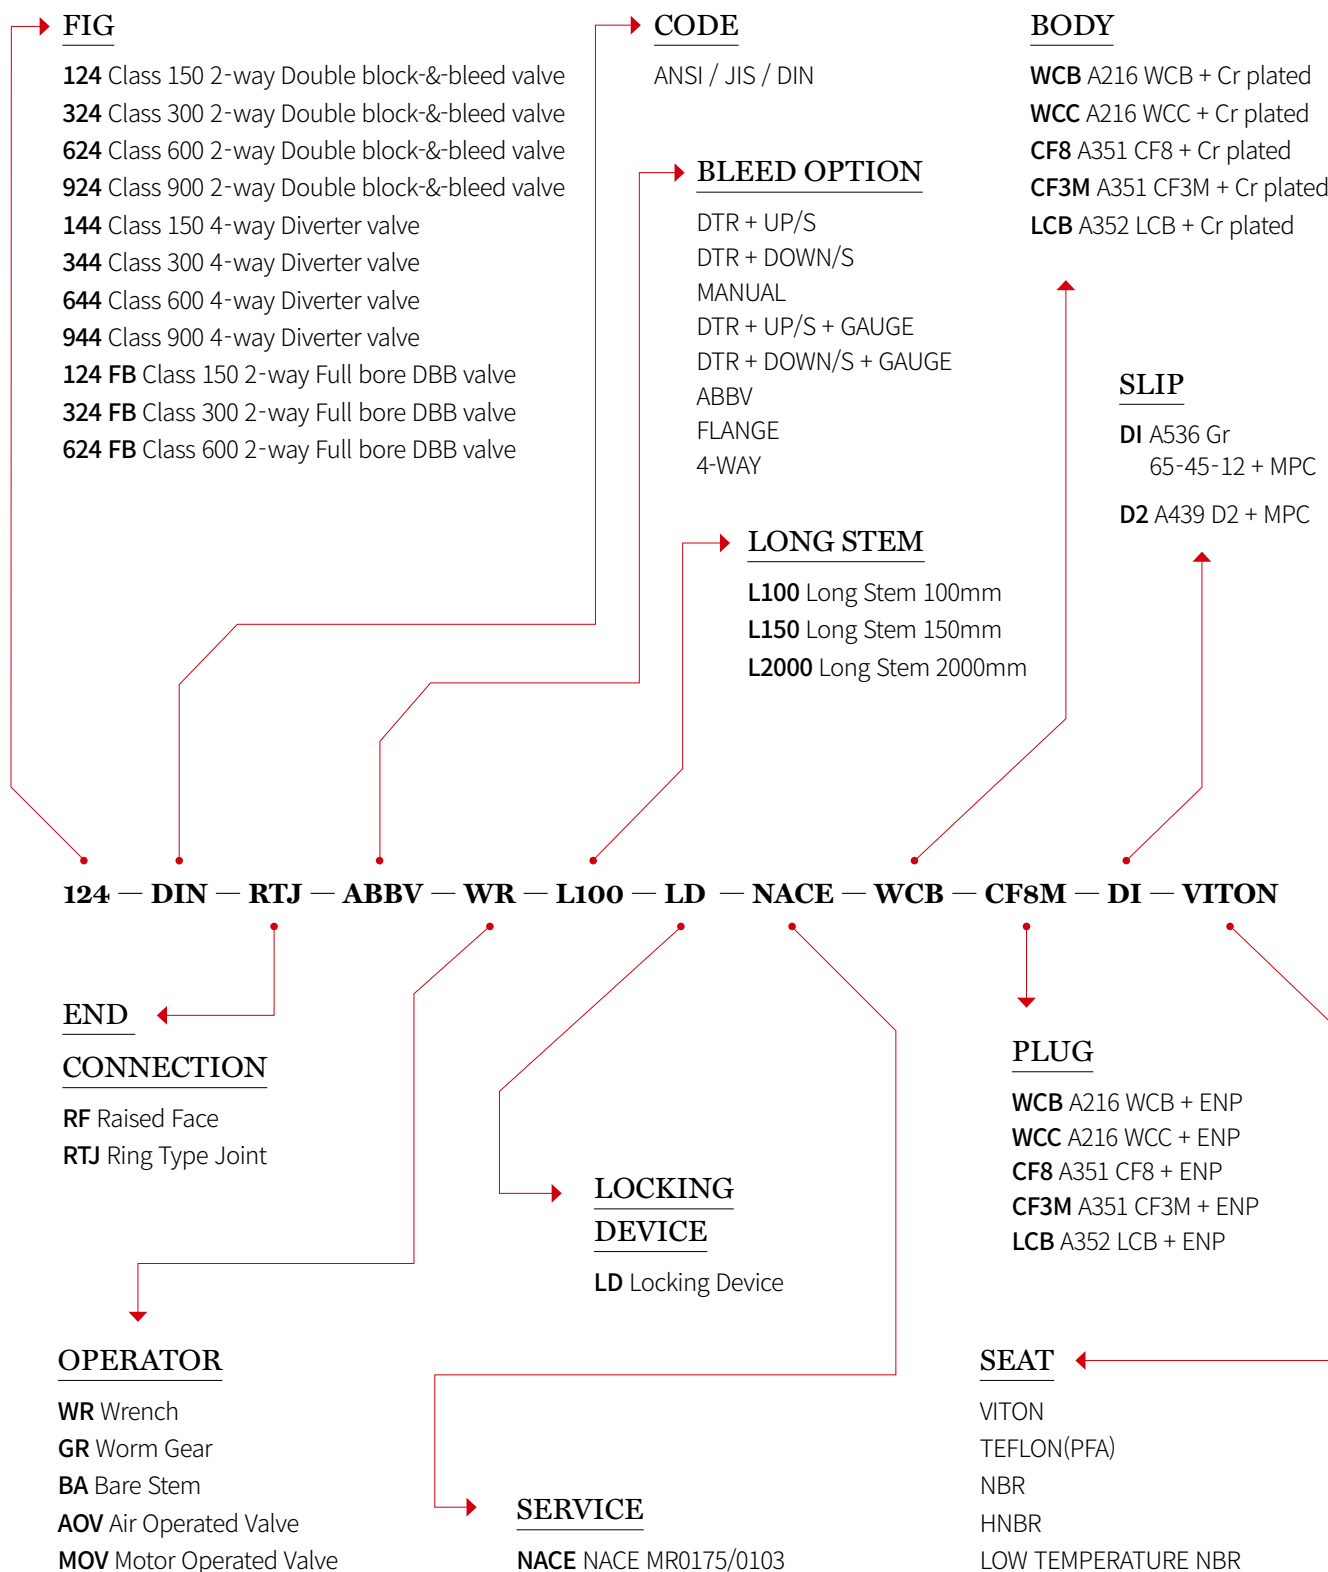 FIG
124 Class 150 2-way Double block-&-bleed valve
324 Class 300 2-way Double block-&-bleed valve
624 Class 600 2-way Double block-&-bleed valve
924 Class 900 2-way Double block-&-bleed valve
144 Class 150 4-way Diverter valve
344 Class 300 4-way Diverter valve
644 Class 600 4-way Diverter valve
944 Class 900 4-way Diverter valve
124 FB Class 150 2-way Full bore DBB valve
324 FB Class 300 2-way Full bore DBB valve
624 FB Class 600 2-way Full bore DBB valve
CODE
ANSI / JIS / DIN
BLEED OPTION
DTR + UP/S
DTR + DOWN/S
MANUAL
DTR + UP/S + GAUGE
DTR + DOWN/S + GAUGE
ABBV
FLANGE
4-WAY
LONG STEM
L100 Long Stem 100mm
L150 Long Stem 150mm
L2000 Long Stem 2000mm
BODY
WCB A216 WCB + Cr plated
WCC A216 WCC + Cr plated
CF8 A351 CF8 + Cr plated
CF3M A351 CF3M + Cr plated
LCB A352 LCB + Cr plated
SLIP
DI A536 Gr
65-45-12 + MPC
D2 A439 D2 + MPC
124 — DIN — RTJ — ABBV — WR — L100 — LD — NACE — WCB — CF8M — DI — VITON
END
CONNECTION
RF Raised Face
RTJ Ring Type Joint
OPERATOR
WR Wrench
GR Worm Gear
BA Bare Stem
AOV Air Operated Valve
MOV Motor Operated Valve
LOCKING
DEVICE
LD Locking Device
SERVICE
NACE NACE MR0175/0103
PLUG
WCB A216 WCB + ENP
WCC A216 WCC + ENP
CF8 A351 CF8 + ENP
CF3M A351 CF3M + ENP
LCB A352 LCB + ENP
SEAT
VITON
TEFLON(PFA)
NBR
HNBR
LOW TEMPERATURE NBR